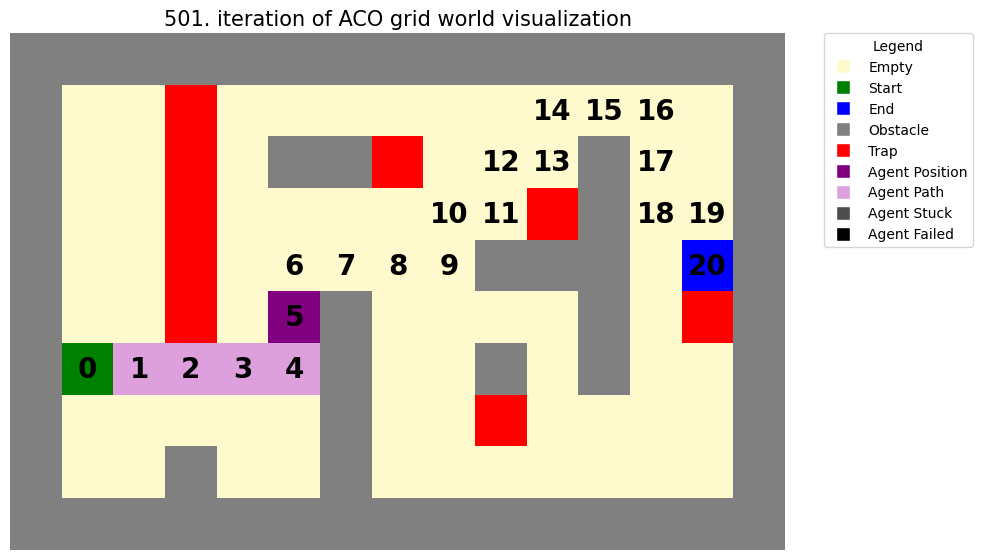 501. iteration of ACO grid world visualization
14 15 16
12 13 17
10 11 18 19
6 7 8 9 20
5
0 1 2 3 4
Legend
Empty
Start
End
Obstacle
Trap
Agent Position
Agent Path
Agent Stuck
Agent Failed